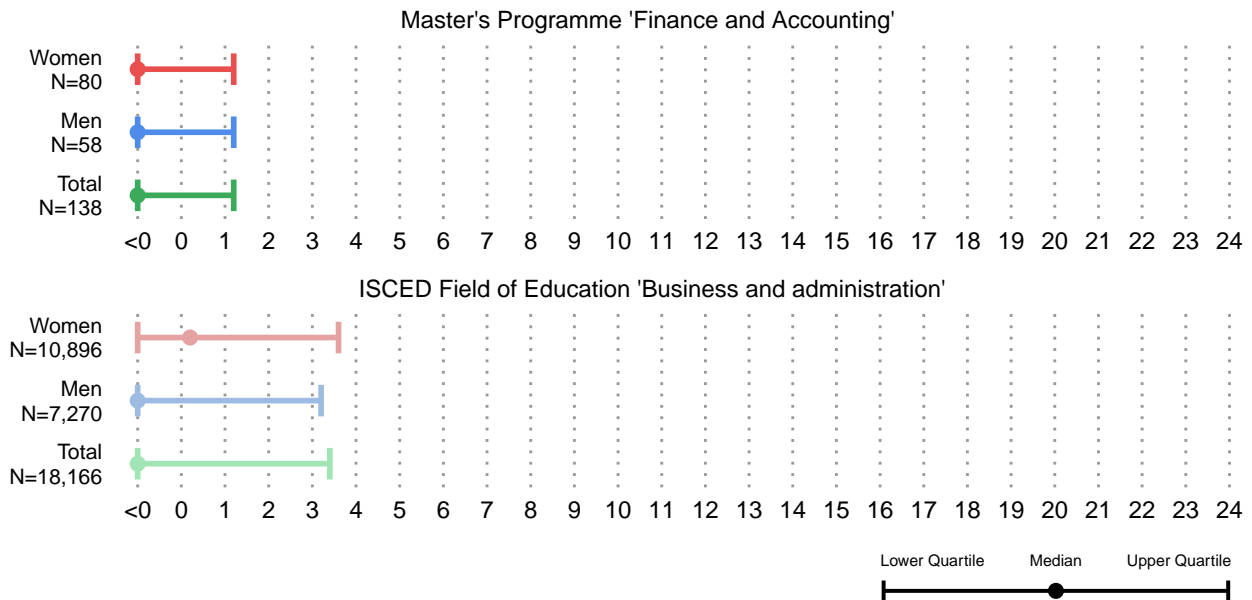 Master's Programme 'Finance and Accounting'
Women
N=80
Men
N=58
Total
N=138
<0 0 1 2 3 4 5 6 7 8 9 10 11 12 13 14 15 16 17 18 19 20 21 22 23 24
ISCED Field of Education 'Business and administration'
Women
N=10,896
Men
N=7,270
Total
N=18,166
<0 0 1 2 3 4 5 6 7 8 9 10 11 12 13 14 15 16 17 18 19 20 21 22 23 24
Lower Quartile Median Upper Quartile